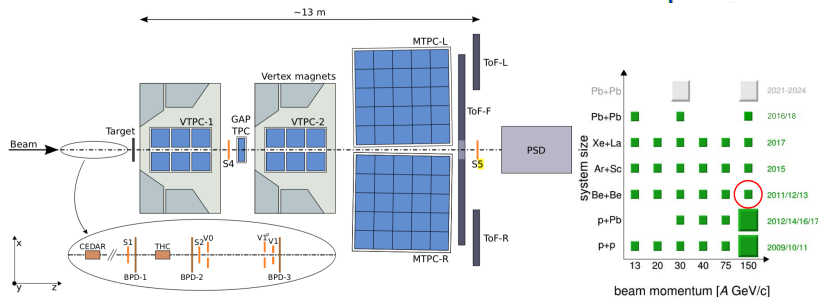 ~13 m
MTPC-L
ToF-L
Vertex magnets
ToF-F
GAP
TPC
VTPC-1
VTPC-2
Target
Beam
S4
S5
PSD
CEDAR
S1
THC
S2
V0
V1'
V1
BPD-1
BPD-2
BPD-3
MTPC-R
ToF-R
x
y
z
system size
Pb+Pb 2021-2024
Pb+Pb 2016/18
Xe+La 2017
Ar+Sc 2015
Be+Be 2011/12/13
p+Pb 2012/14/16/17
p+p 2009/10/11
13 20 30 40 75 150
beam momentum [A GeV/c]